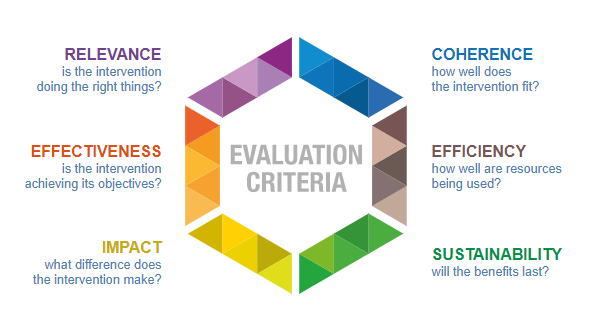 RELEVANCE
is the intervention
doing the right things?
COHERENCE
how well does
the intervention fit?
EFFECTIVENESS
is the intervention
achieving its objectives?
EVALUATION
CRITERIA
EFFICIENCY
how well are resources
being used?
IMPACT
what difference does
the intervention make?
SUSTAINABILITY
will the benefits last?